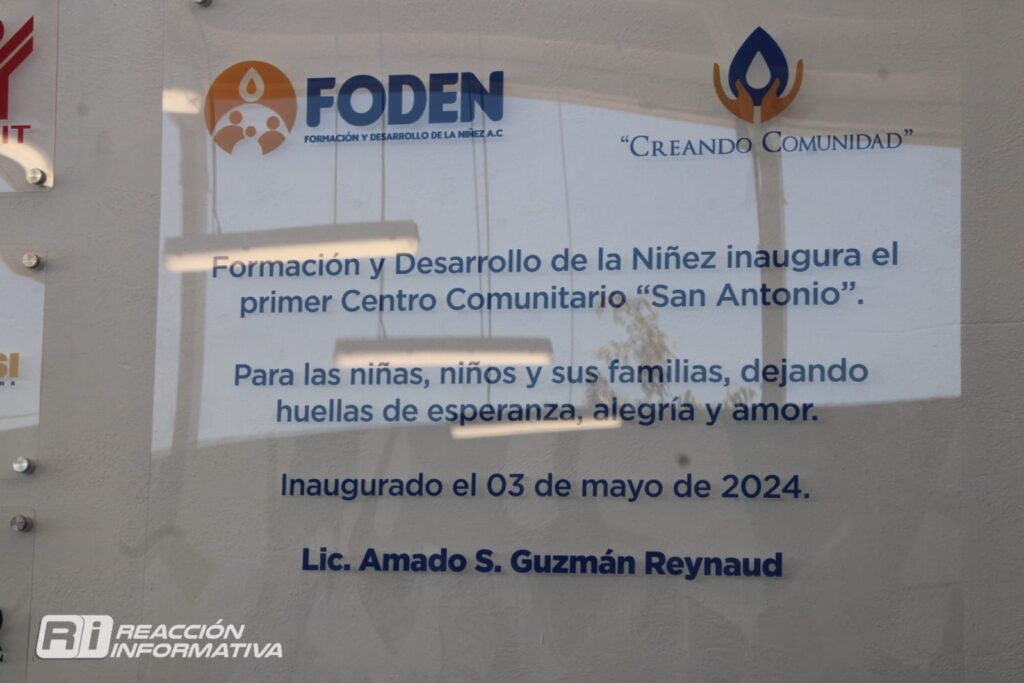 FODEN
FORMACIÓN Y DESARROLLO DE LA NIÑEZ A.C
“CREANDO COMUNIDAD”
IT
Formación y Desarrollo de la Niñez inaugura el
primer Centro Comunitario “San Antonio”.
SI
Para las niñas, niños y sus familias, dejando
huellas de esperanza, alegría y amor.
Inaugurado el 03 de mayo de 2024.
Lic. Amado S. Guzmán Reynaud
Ri REACCIÓN
INFORMATIVA